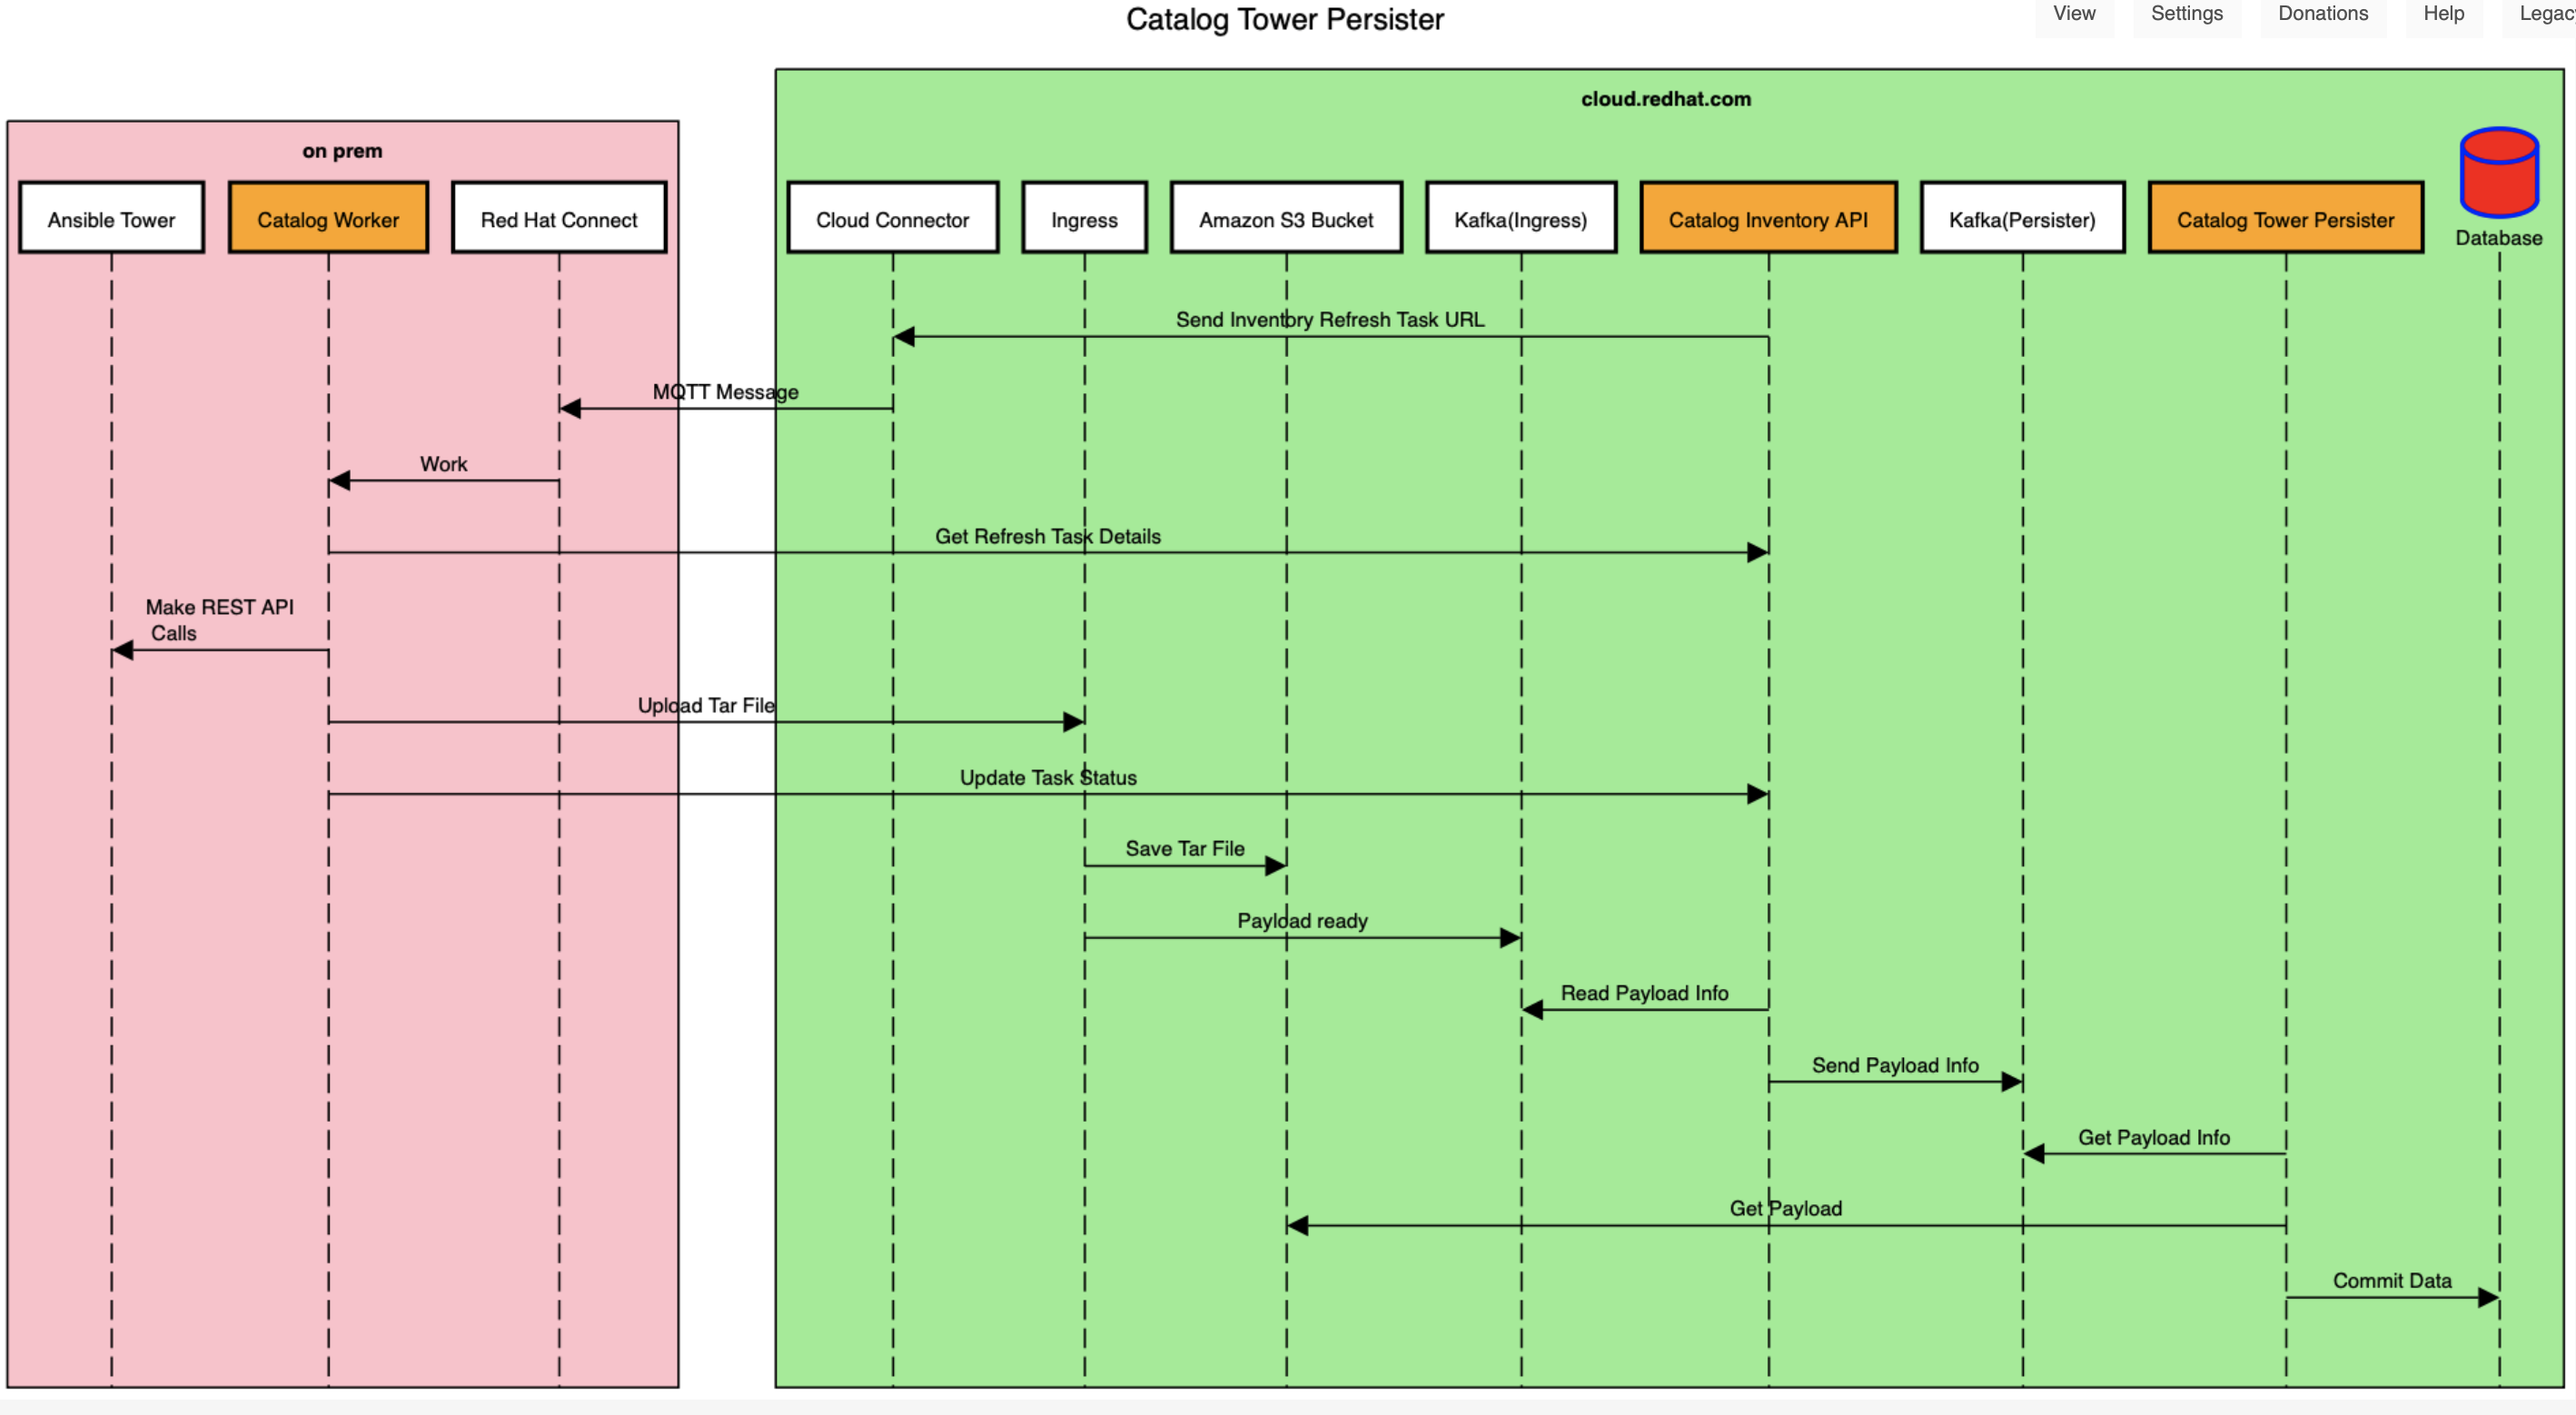 Catalog Tower Persister
View
Settings
Donations
Help
Legac
cloud.redhat.com
on prem
Ansible Tower
Catalog Worker
Red Hat Connect
Cloud Connector
Ingress
Amazon S3 Bucket
Kafka(Ingress)
Catalog Inventory API
Kafka(Persister)
Catalog Tower Persister
Database
Send Inventory Refresh Task URL
MQTT Message
Work
Get Refresh Task Details
Make REST API
Calls
Upload Tar File
Update Task Status
Save Tar File
Payload ready
Read Payload Info
Send Payload Info
Get Payload Info
Get Payload
Commit Data